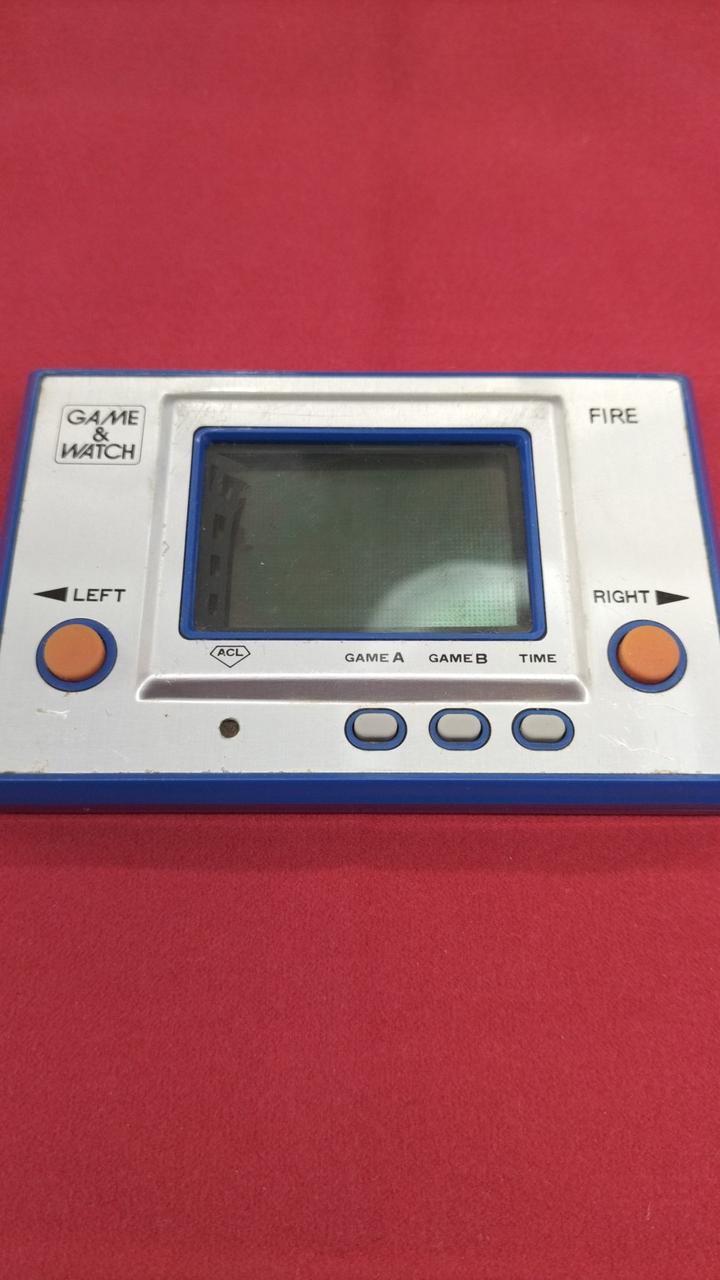 GAME
&
WATCH
FIRE
◀ LEFT
RIGHT ▶
ACL
GAME A
GAME B
TIME